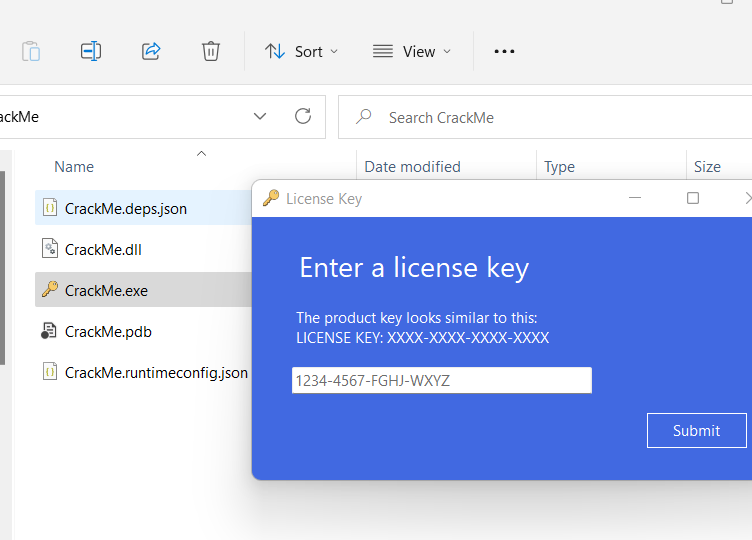 Sort
View
ackMe
Search CrackMe
Name
Date modified
Type
Size
CrackMe.deps.json
CrackMe.dll
CrackMe.exe
CrackMe.pdb
CrackMe.runtimeconfig.json
License Key
Enter a license key
The product key looks similar to this:
LICENSE KEY: XXXX-XXXX-XXXX-XXXX
1234-4567-FGHJ-WXYZ
Submit